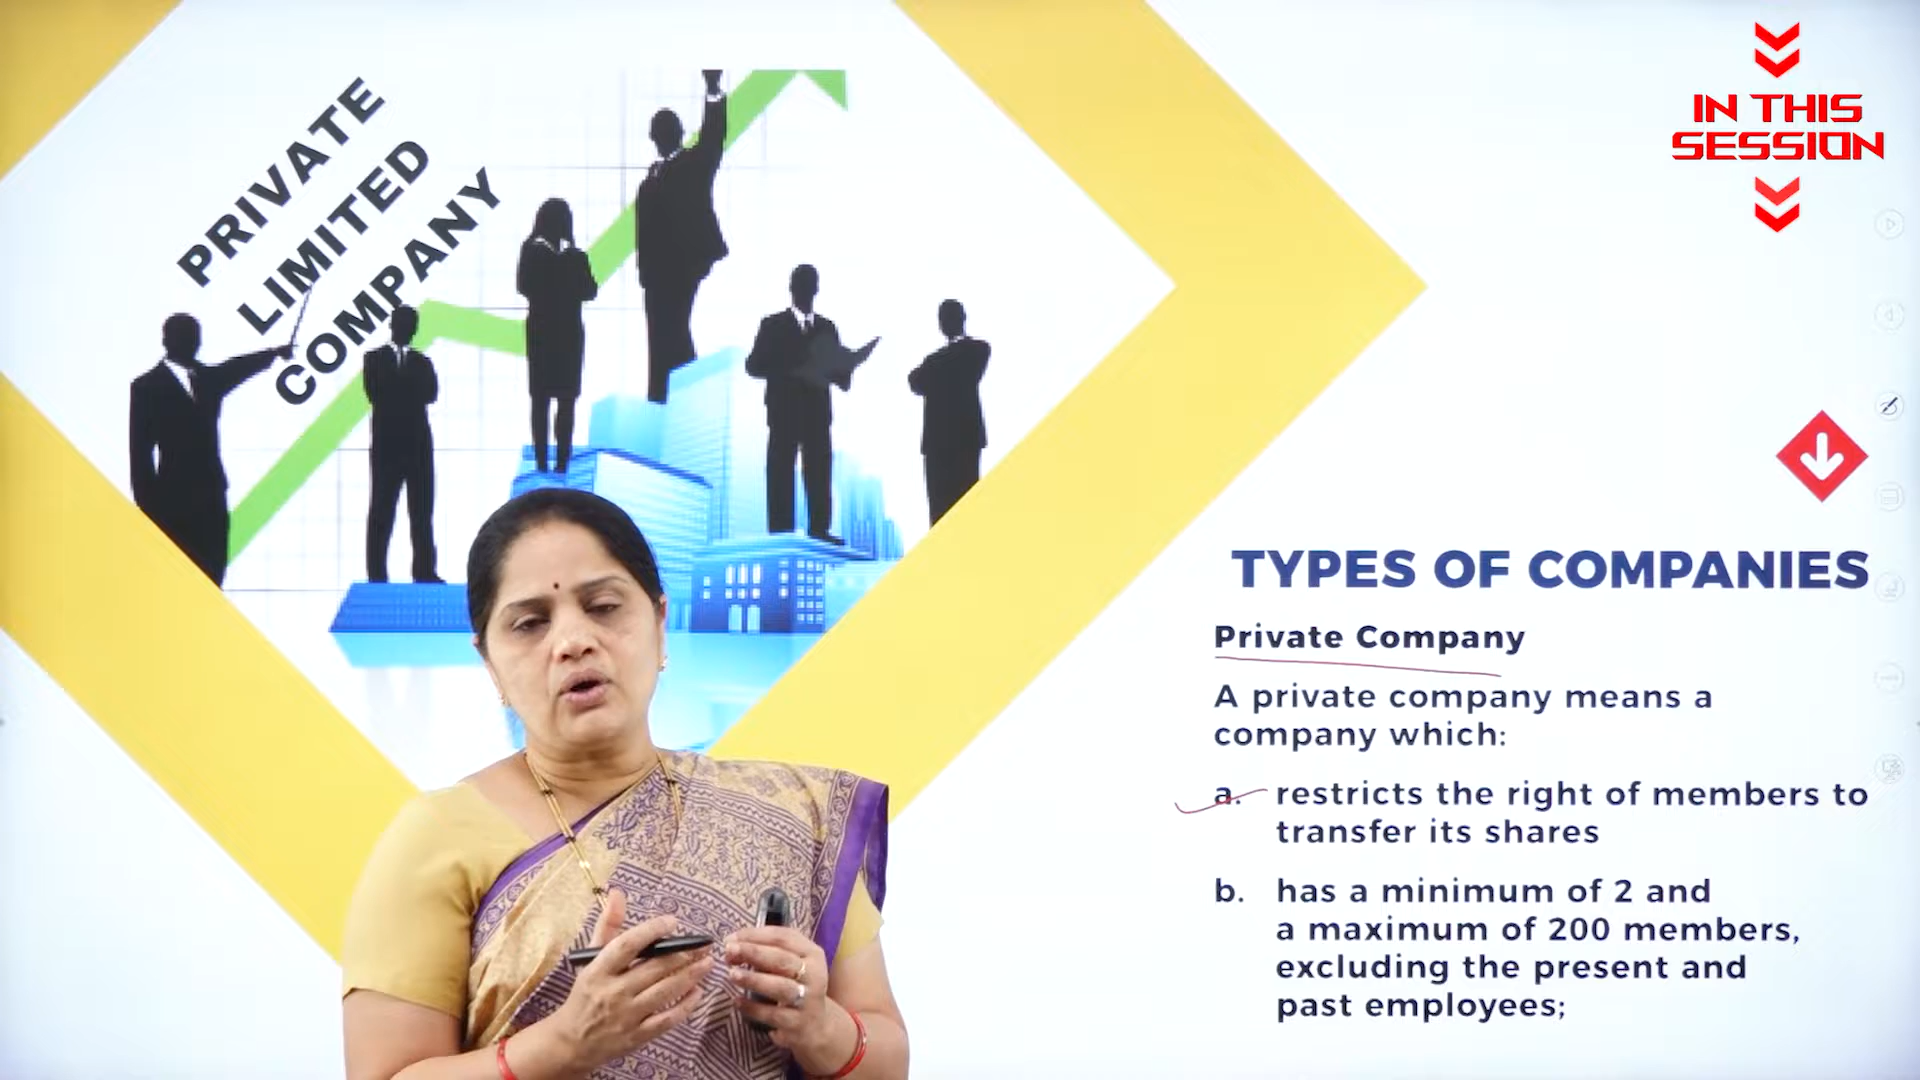 PRIVATE
LIMITED
COMPANY
IN THIS
SESSION
TYPES OF COMPANIES
Private Company
A private company means a
company which:
a. restricts the right of members to
transfer its shares
b. has a minimum of 2 and
a maximum of 200 members,
excluding the present and
past employees;